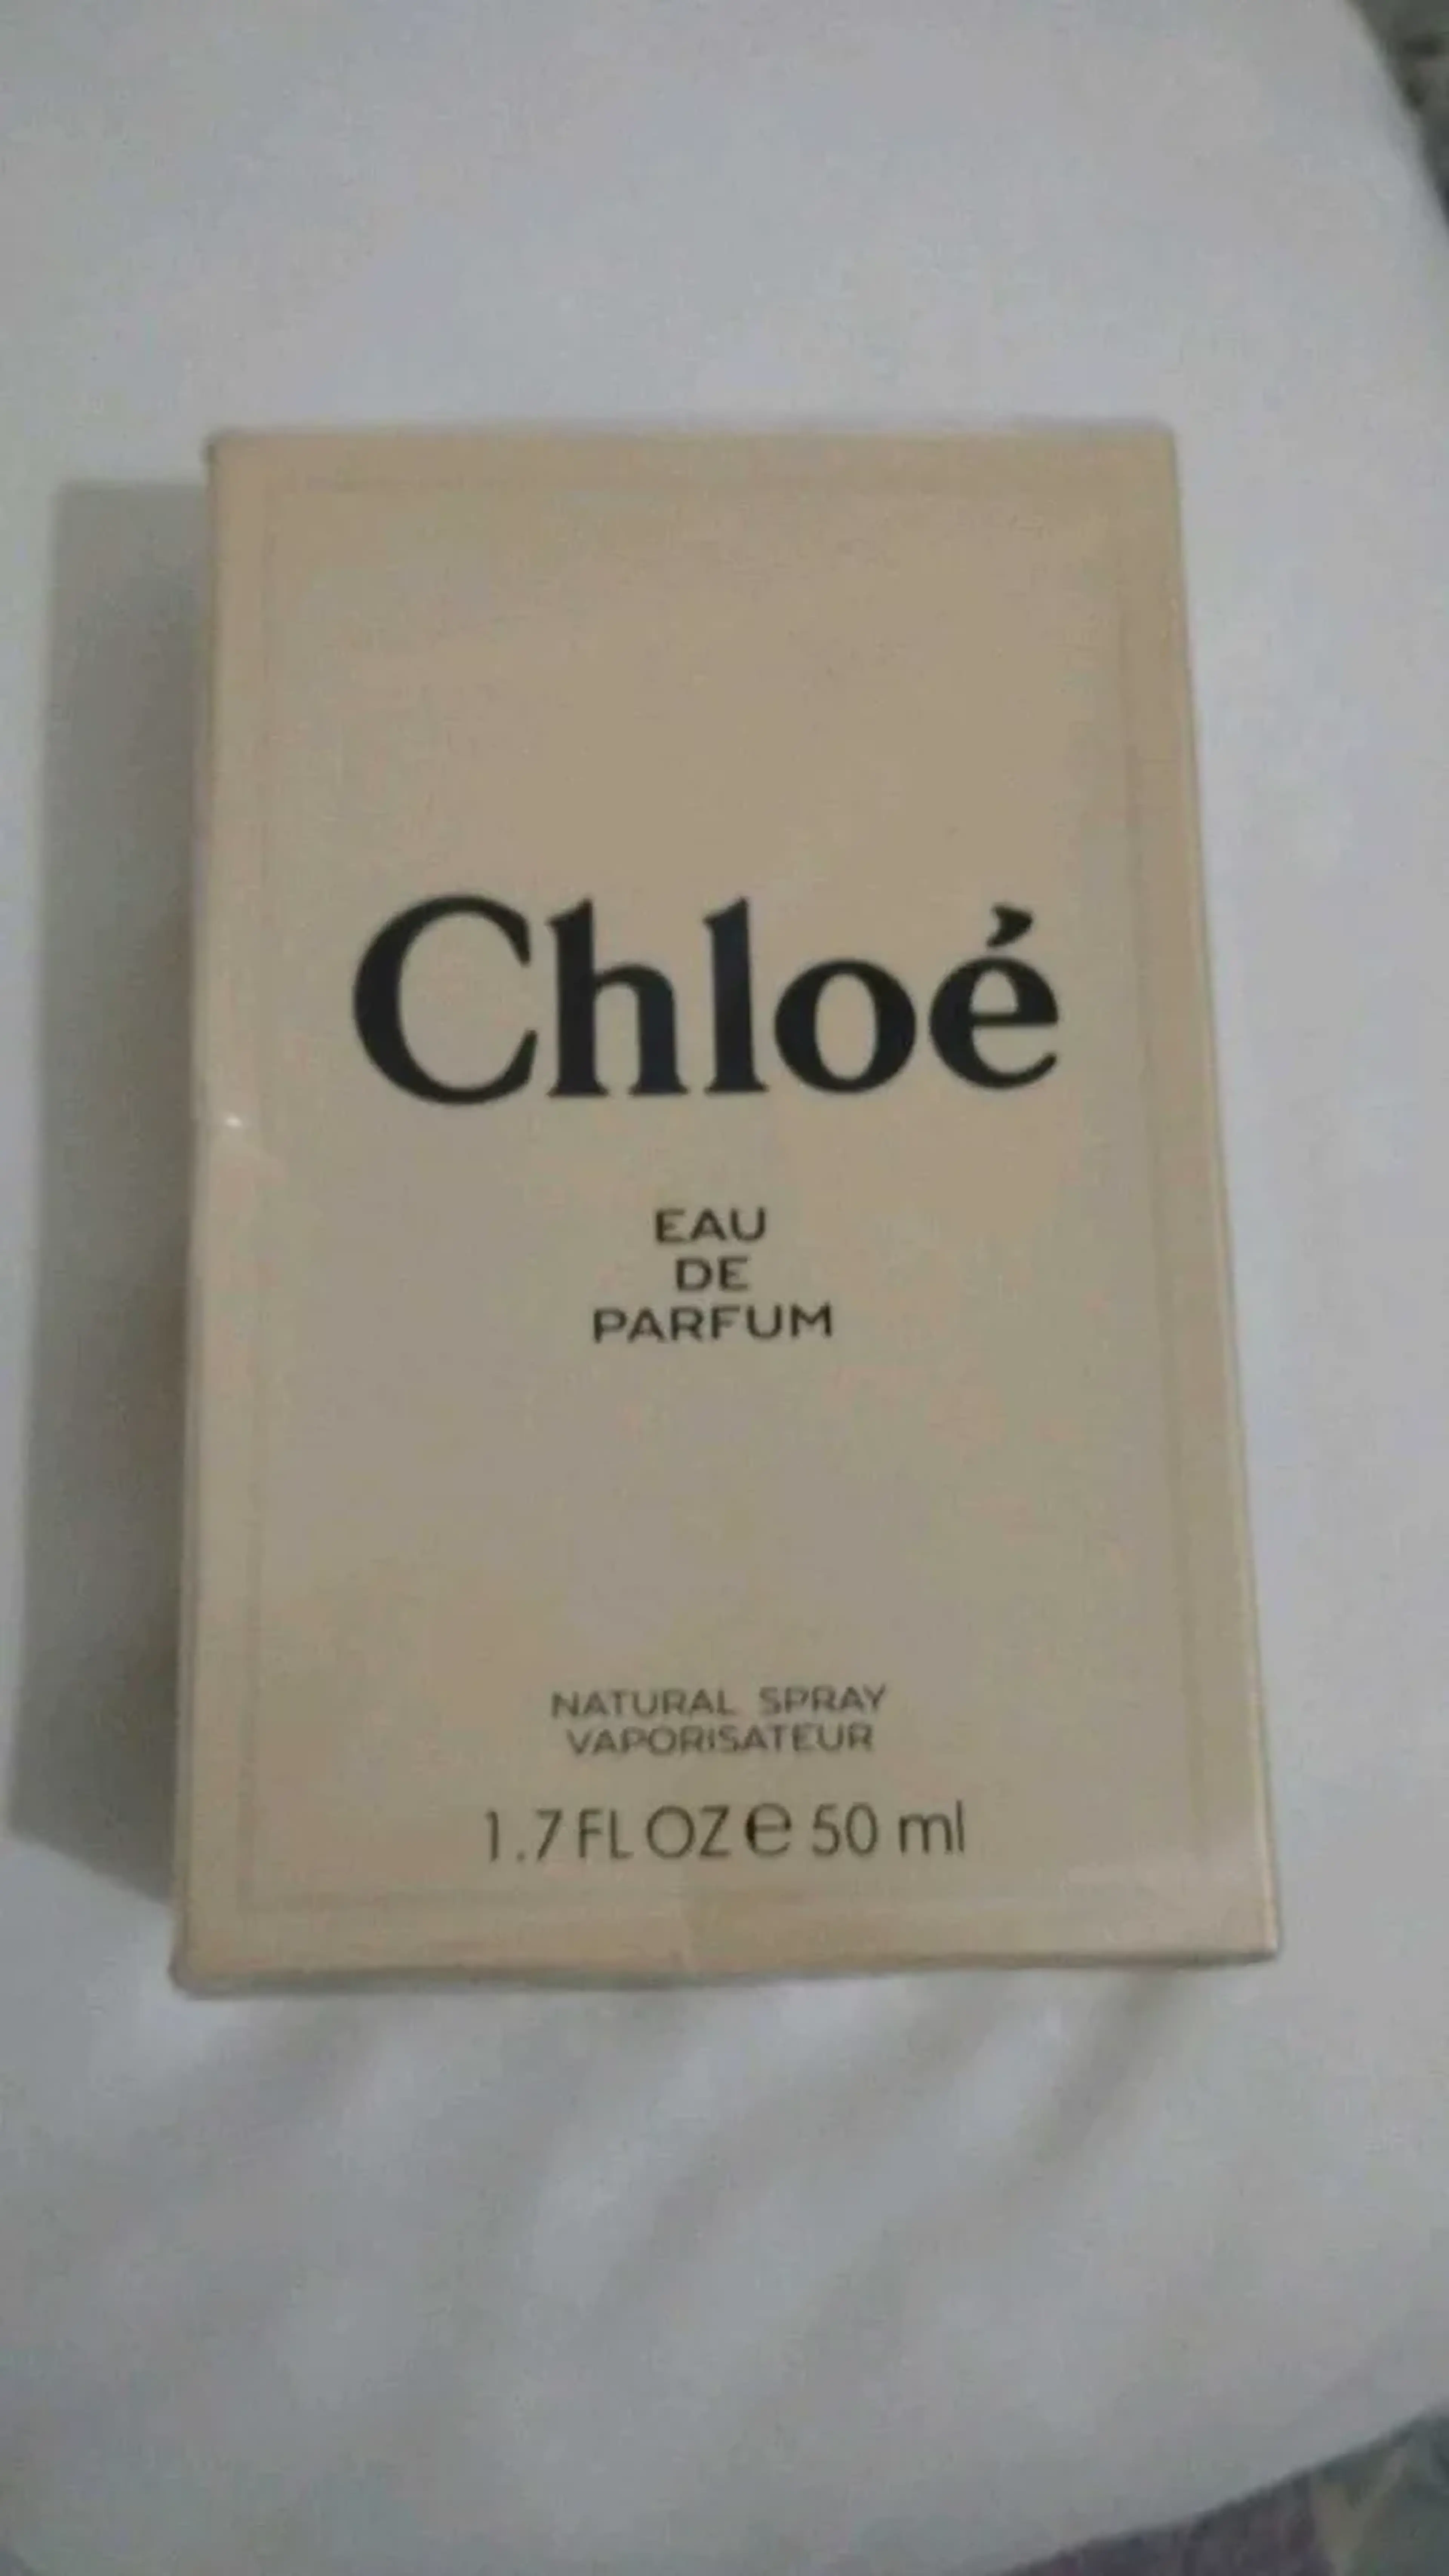 Chloé
EAU
DE
PARFUM
NATURAL SPRAY
VAPORISATEUR
1.7 FL OZ e 50 ml